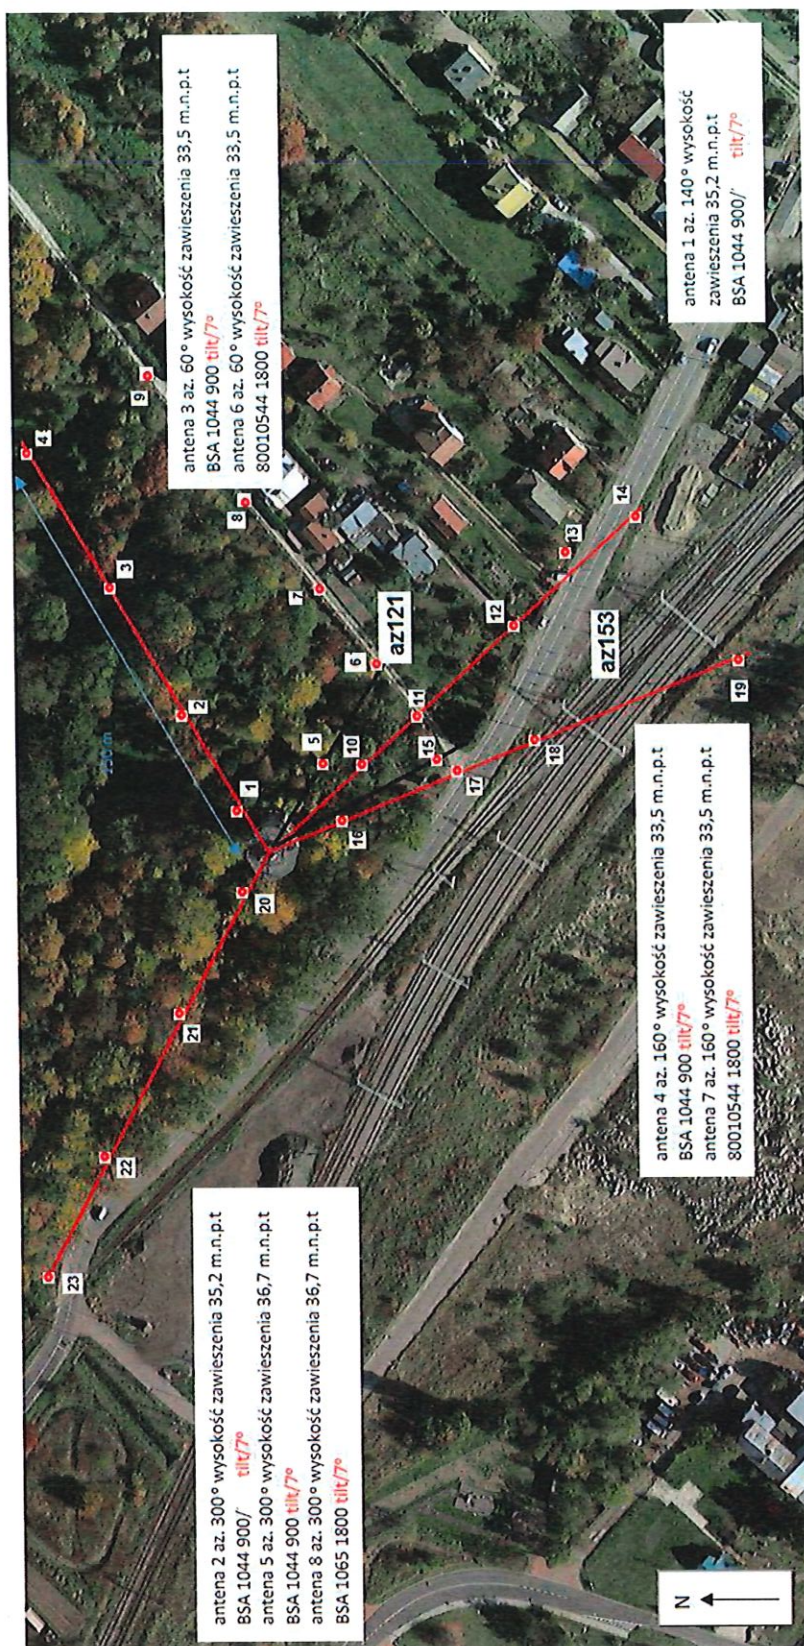 antena 2 az. 300° wysokość zawieszenia 35,2 m.n.p.t
BSA 1044 900/ tilt/7°
antena 5 az. 300° wysokość zawieszenia 36,7 m.n.p.t
BSA 1044 900 tilt/7°
antena 8 az. 300° wysokość zawieszenia 36,7 m.n.p.t
BSA 1065 1800 tilt/7°
antena 3 az. 60° wysokość zawieszenia 33,5 m.n.p.t
BSA 1044 900 tilt/7°
antena 6 az. 60° wysokość zawieszenia 33,5 m.n.p.t
80010544 1800 tilt/7°
antena 4 az. 160° wysokość zawieszenia 33,5 m.n.p.t
BSA 1044 900 tilt/7°
antena 7 az. 160° wysokość zawieszenia 33,5 m.n.p.t
80010544 1800 tilt/7°
antena 1 az. 140° wysokość
zawieszenia 35,2 m.n.p.t
BSA 1044 900/' tilt/7°
az121
az153
1
2
3
4
5
6
7
8
9
10
11
12
13
14
15
16
17
18
19
20
21
22
23
N